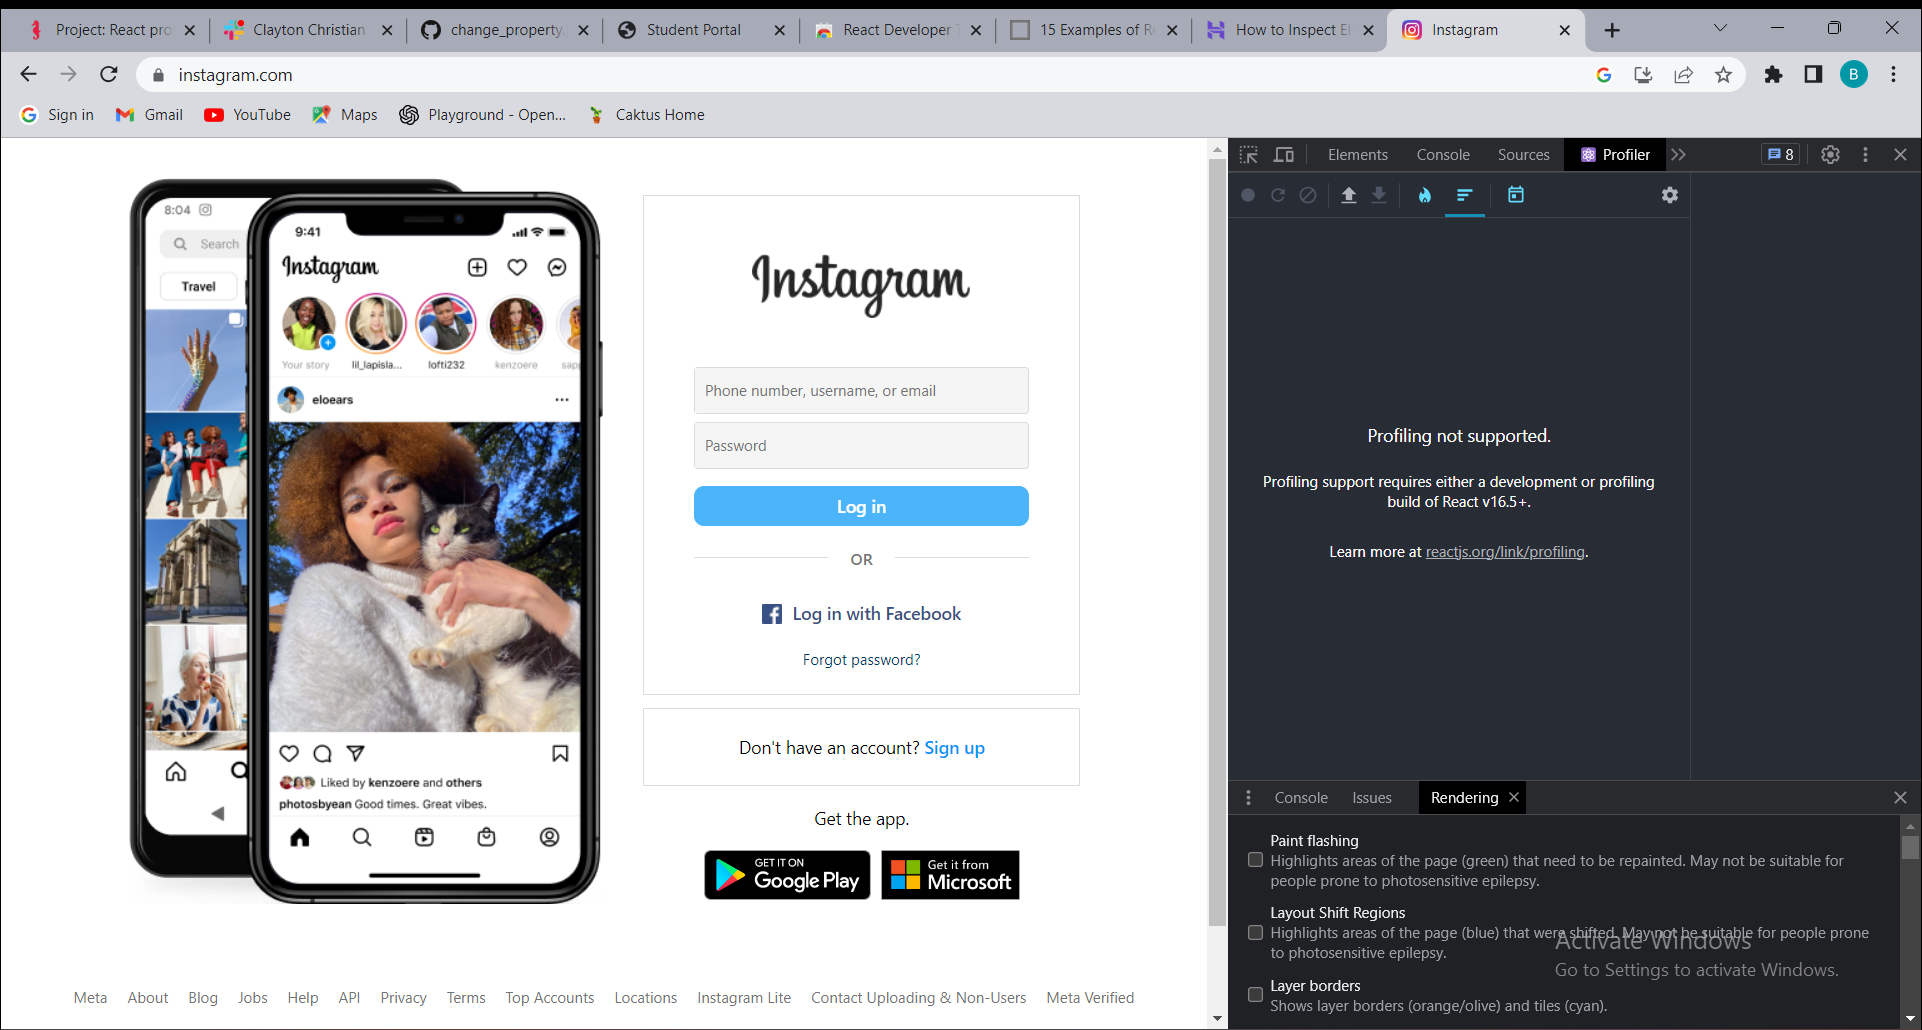 Project: React pro
Clayton Christian
change_property.
Student Portal
React Developer T
15 Examples of Re
How to Inspect El
Instagram
instagram.com
B
Sign in
Gmail
YouTube
Maps
Playground - Open...
Caktus Home
8:04
Search
Travel
9:41
Instagram
Your story
lil_lapisla...
lofti232
kenzoere
sap
eloears
Liked by kenzoere and others
photosbyean Good times. Great vibes.
Instagram
Phone number, username, or email
Password
Log in
OR
Log in with Facebook
Forgot password?
Don't have an account? Sign up
Get the app.
GET IT ON
Google Play
Get it from
Microsoft
Meta
About
Blog
Jobs
Help
API
Privacy
Terms
Top Accounts
Locations
Instagram Lite
Contact Uploading & Non-Users
Meta Verified
Elements
Console
Sources
Profiler
8
Profiling not supported.
Profiling support requires either a development or profiling
build of React v16.5+.
Learn more at reactjs.org/link/profiling.
Console
Issues
Rendering
Paint flashing
Highlights areas of the page (green) that need to be repainted. May not be suitable for
people prone to photosensitive epilepsy.
Layout Shift Regions
Highlights areas of the page (blue) that were shifted. May not be suitable for people prone
to photosensitive epilepsy.
Layer borders
Shows layer borders (orange/olive) and tiles (cyan).
Activate Windows
Go to Settings to activate Windows.